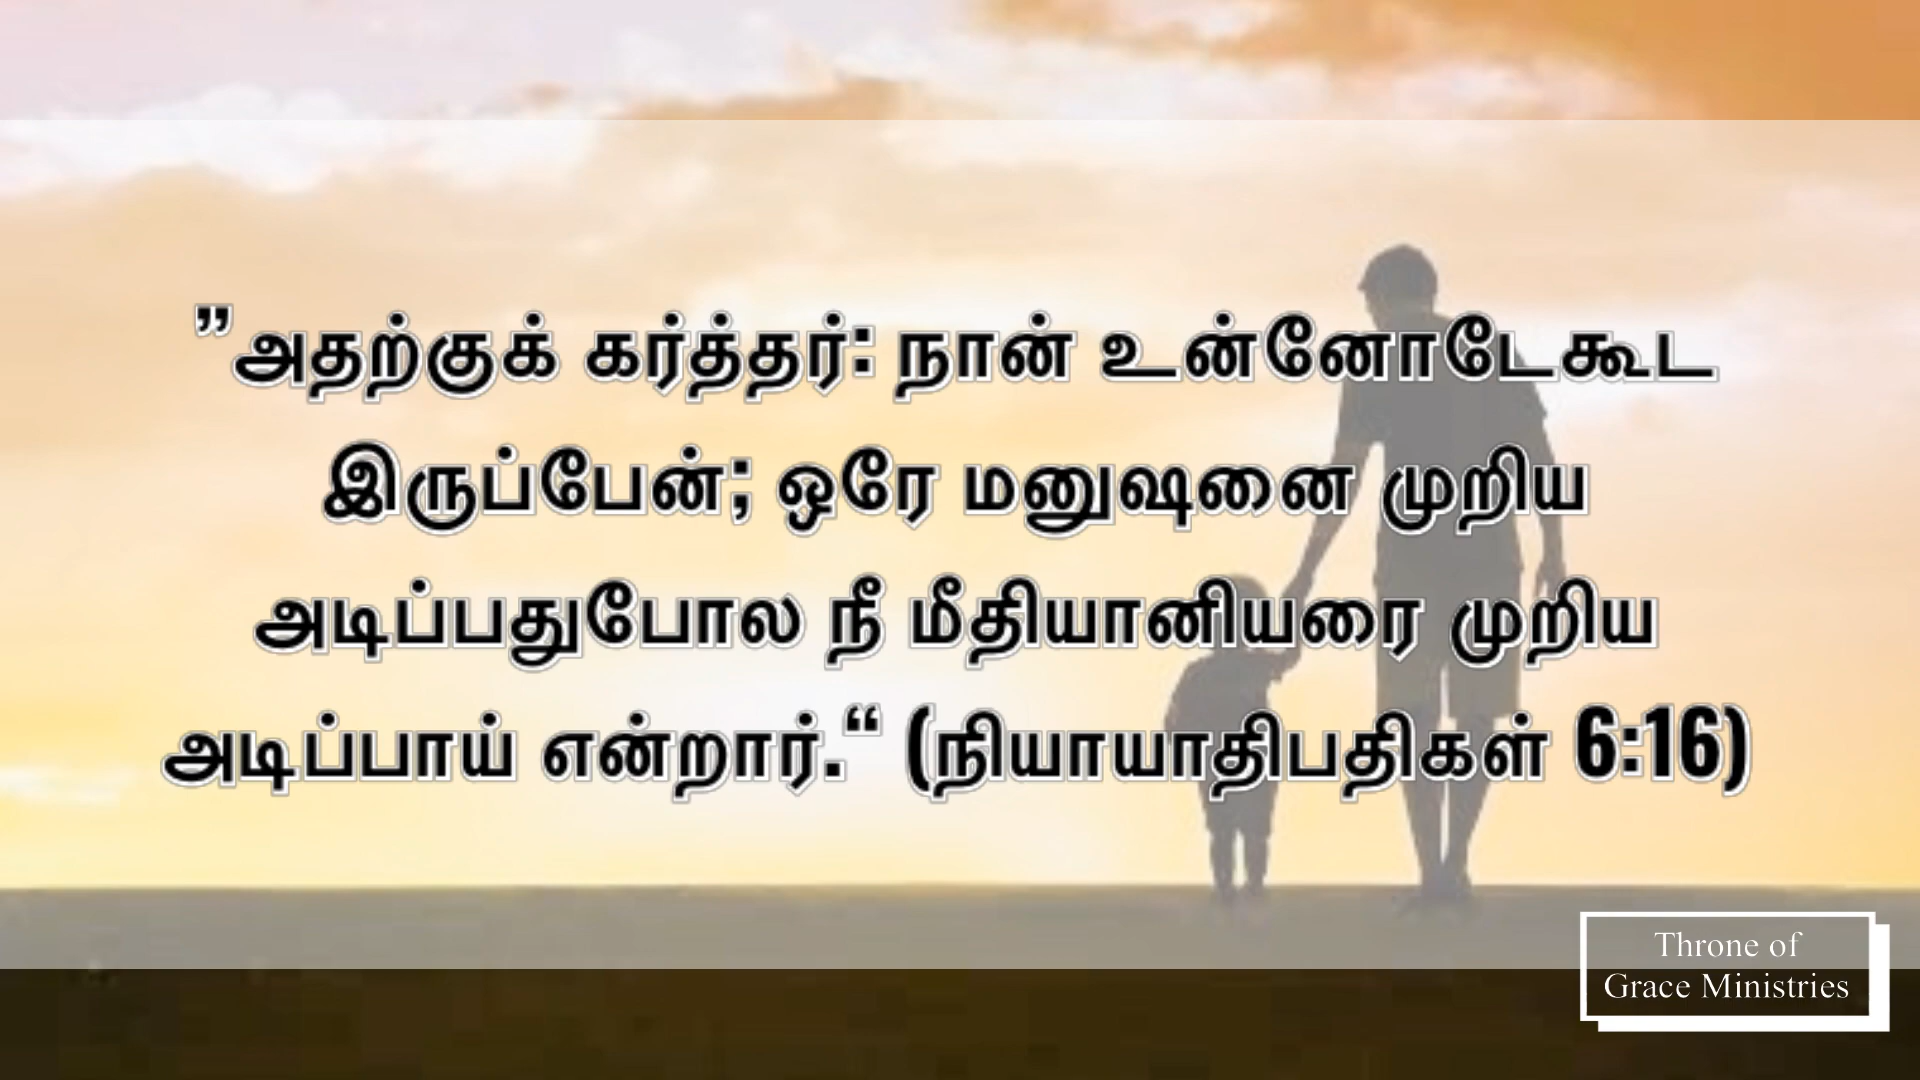 ”அதற்குக் கர்த்தர்: நான் உன்னோடேகூட
இருப்பேன்; ஒரே மனுஷனை முறிய
அடிப்பதுபோல நீ மீதியானியரை முறிய
அடிப்பாய் என்றார்.“ (நியாயாதிபதிகள் 6:16)
Throne of
Grace Ministries